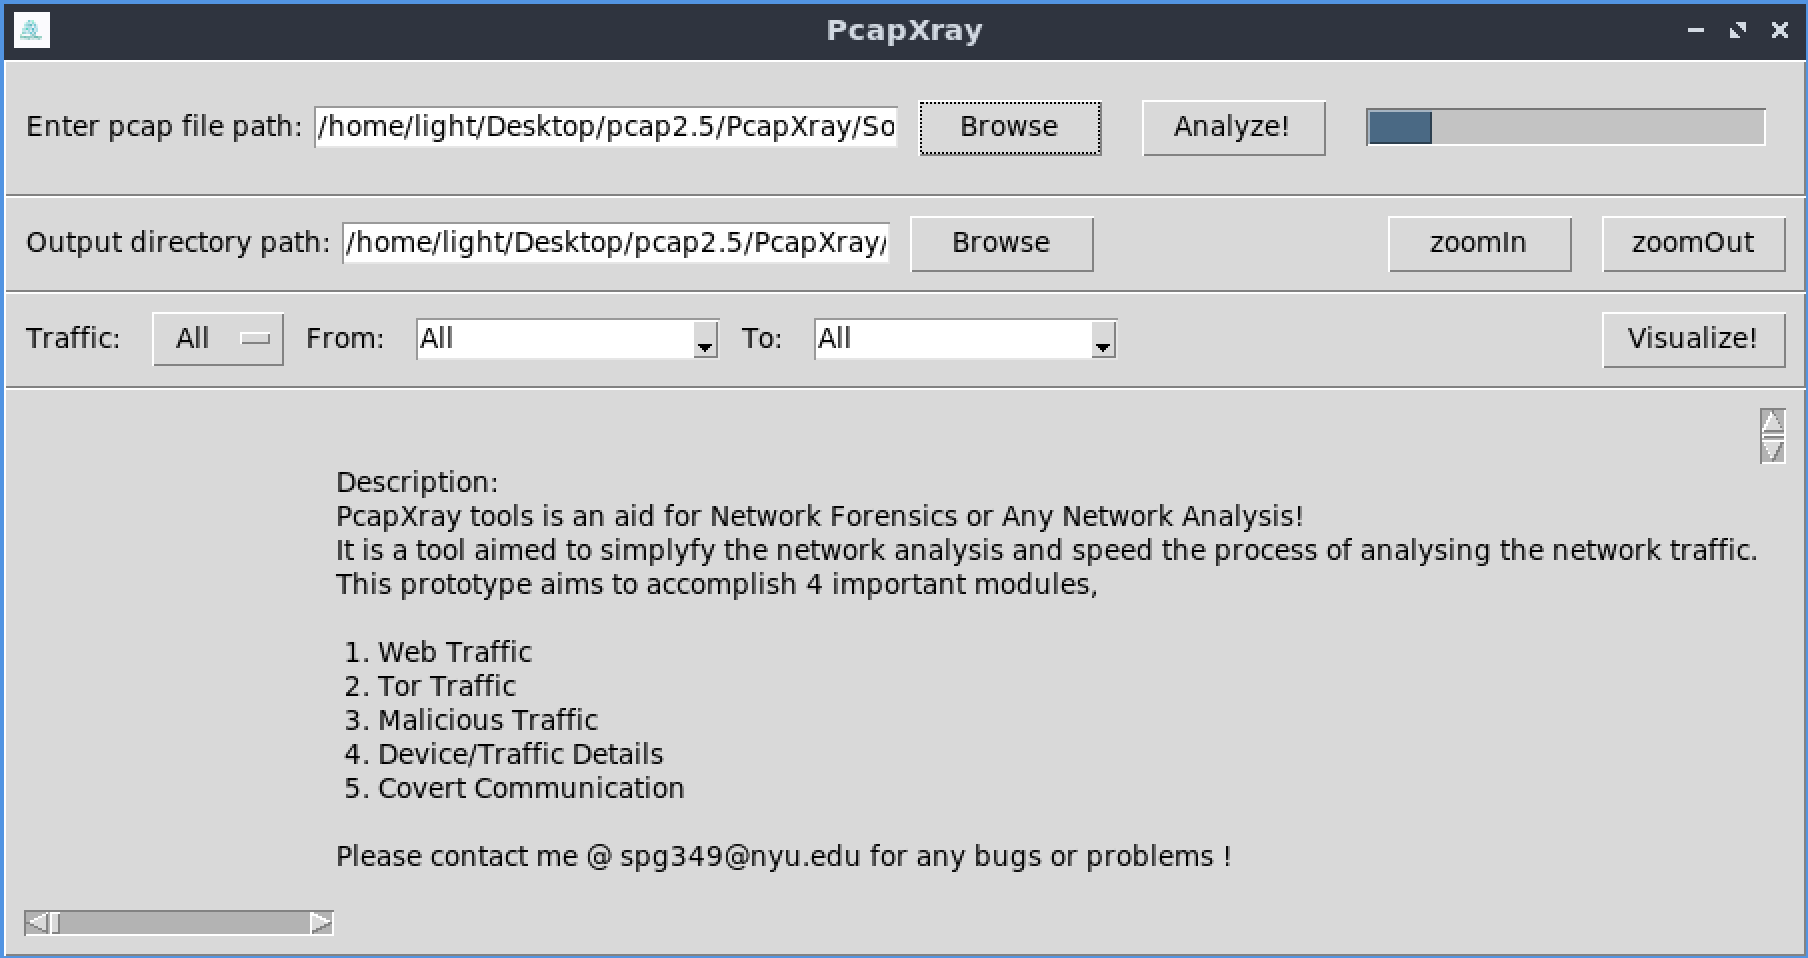 PcapXray
Enter pcap file path: /home/light/Desktop/pcap2.5/PcapXray/So Browse Analyze!
Output directory path: /home/light/Desktop/pcap2.5/PcapXray/ Browse zoomIn zoomOut
Traffic: All From: All To: All Visualize!
Description:
PcapXray tools is an aid for Network Forensics or Any Network Analysis!
It is a tool aimed to simplyfy the network analysis and speed the process of analysing the network traffic.
This prototype aims to accomplish 4 important modules,
1. Web Traffic
2. Tor Traffic
3. Malicious Traffic
4. Device/Traffic Details
5. Covert Communication
Please contact me @ spg349@nyu.edu for any bugs or problems !